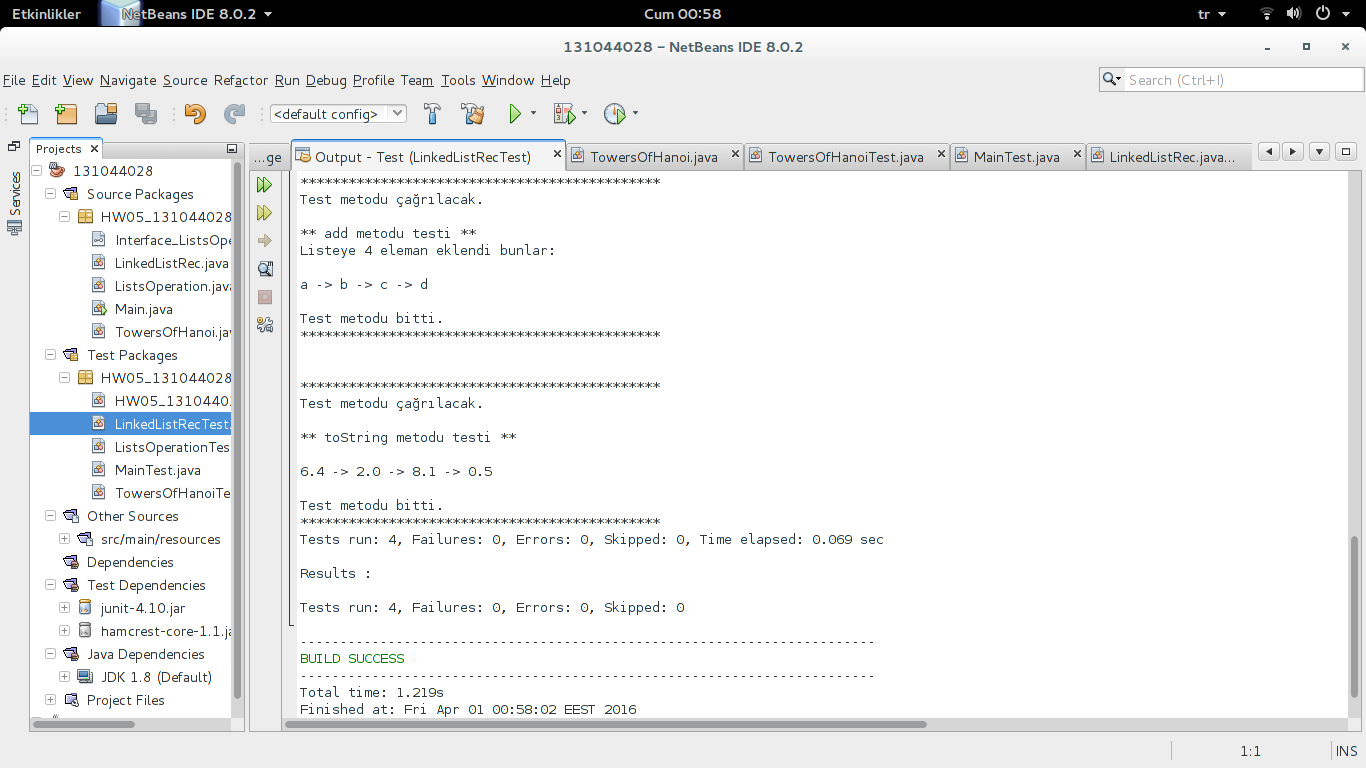 Etkinlikler NetBeans IDE 8.0.2 Cum 00:58 tr
131044028 – NetBeans IDE 8.0.2
File Edit View Navigate Source Refactor Run Debug Profile Team Tools Window Help Search (Ctrl+I)
<default config>
Projects
Services
131044028
Source Packages
HW05_131044028
Interface_ListsOpe
LinkedListRec.java
ListsOperation.java
Main.java
TowersOfHanoi.jav
Test Packages
HW05_131044028
HW05_1310440
LinkedListRecTest.
ListsOperationTes
MainTest.java
TowersOfHanoiTe
Other Sources
src/main/resources
Dependencies
Test Dependencies
junit-4.10.jar
hamcrest-core-1.1.ja
Java Dependencies
JDK 1.8 (Default)
Project Files
...ge Output - Test (LinkedListRecTest) TowersOfHanoi.java TowersOfHanoiTest.java MainTest.java LinkedListRec.java...
*********************************************
Test metodu çağrılacak.
** add metodu testi **
Listeye 4 eleman eklendi bunlar:
a -> b -> c -> d
Test metodu bitti.
*********************************************
*********************************************
Test metodu çağrılacak.
** toString metodu testi **
6.4 -> 2.0 -> 8.1 -> 0.5
Test metodu bitti.
*********************************************
Tests run: 4, Failures: 0, Errors: 0, Skipped: 0, Time elapsed: 0.069 sec
Results :
Tests run: 4, Failures: 0, Errors: 0, Skipped: 0
------------------------------------------------------------------------
BUILD SUCCESS
------------------------------------------------------------------------
Total time: 1.219s
Finished at: Fri Apr 01 00:58:02 EEST 2016
1:1 INS